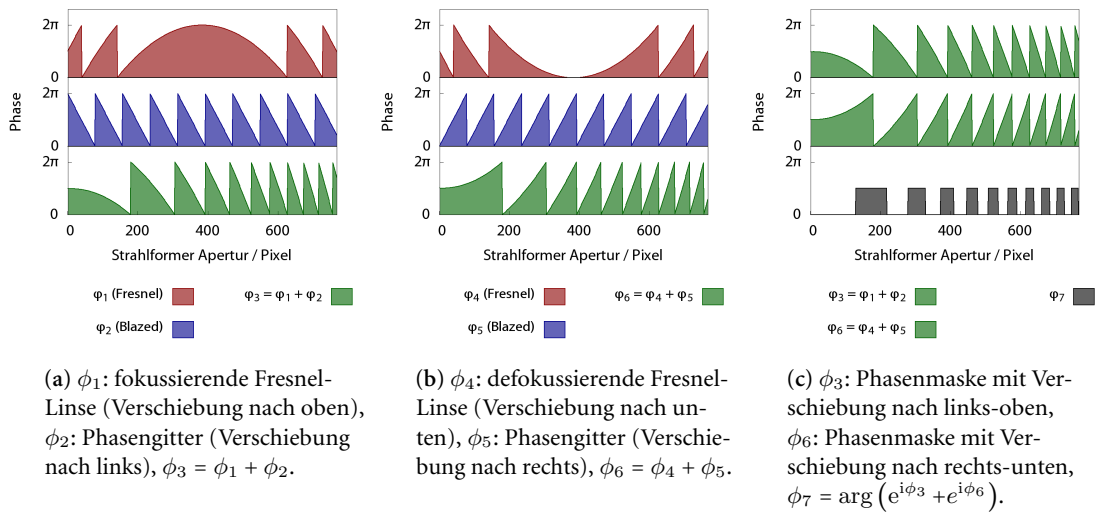 2π
0
2π
0
2π
0
Phase
0 200 400 600
Strahlformer Apertur / Pixel
φ₁ (Fresnel) φ₃ = φ₁ + φ₂
φ₂ (Blazed)
(a) ϕ₁: fokussierende Fresnel-
Linse (Verschiebung nach oben),
ϕ₂: Phasengitter (Verschiebung
nach links), ϕ₃ = ϕ₁ + ϕ₂.
2π
0
2π
0
2π
0
Phase
0 200 400 600
Strahlformer Apertur / Pixel
φ₄ (Fresnel) φ₆ = φ₄ + φ₅
φ₅ (Blazed)
(b) ϕ₄: defokussierende Fresnel-
Linse (Verschiebung nach un-
ten), ϕ₅: Phasengitter (Verschie-
bung nach rechts), ϕ₆ = ϕ₄ + ϕ₅.
2π
0
2π
0
2π
0
Phase
0 200 400 600
Strahlformer Apertur / Pixel
φ₃ = φ₁ + φ₂ φ₇
φ₆ = φ₄ + φ₅
(c) ϕ₃: Phasenmaske mit Ver-
schiebung nach links-oben,
ϕ₆: Phasenmaske mit Ver-
schiebung nach rechts-unten,
ϕ₇ = arg (e^{iϕ₃} + e^{iϕ₆}).